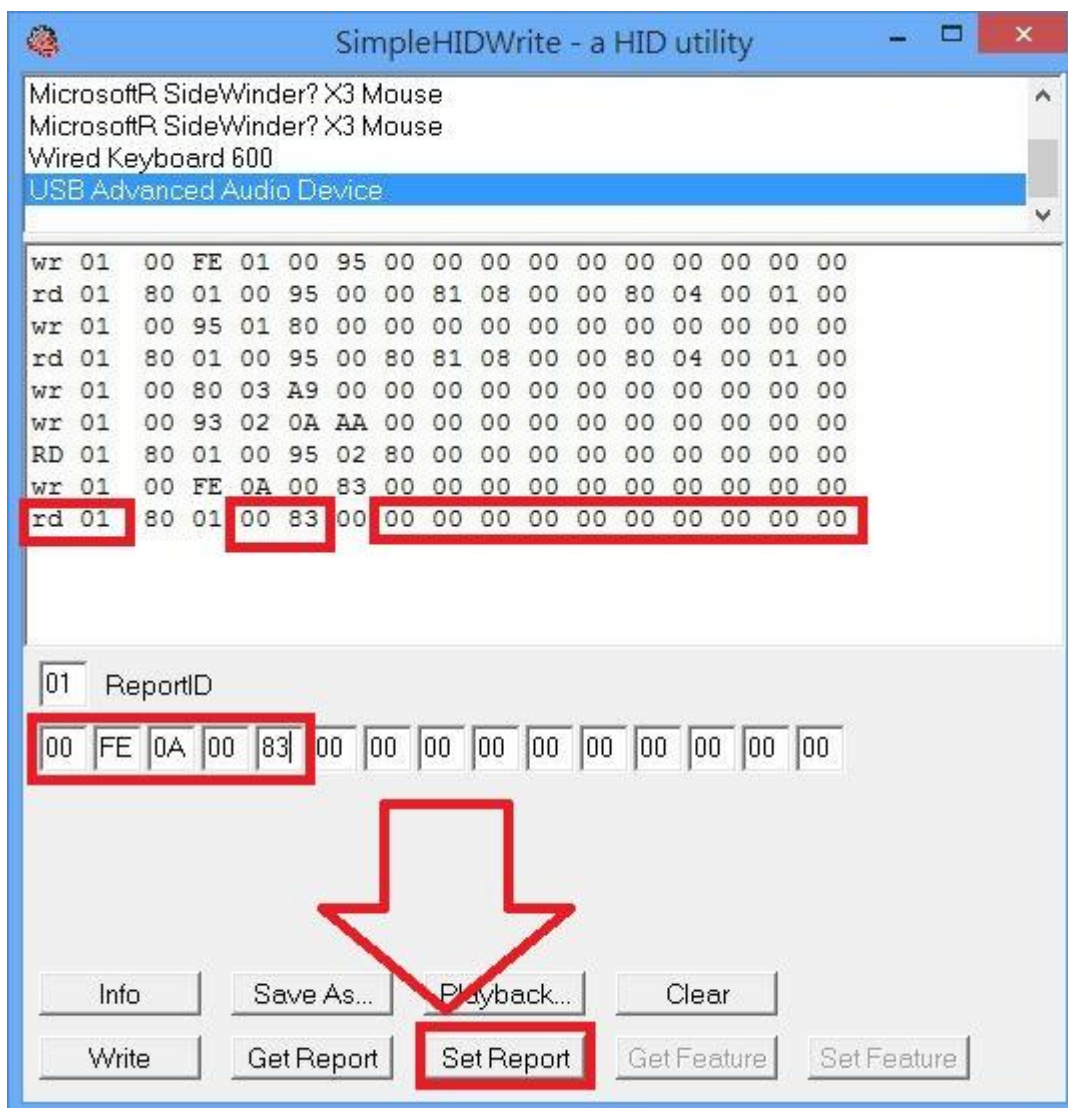 SimpleHIDWrite - a HID utility
MicrosoftR SideWinder? X3 Mouse
MicrosoftR SideWinder? X3 Mouse
Wired Keyboard 600
USB Advanced Audio Device
wr 01 00 FE 01 00 95 00 00 00 00 00 00 00 00 00 00
rd 01 80 01 00 95 00 00 81 08 00 00 80 04 00 01 00
wr 01 00 95 01 80 00 00 00 00 00 00 00 00 00 00 00
rd 01 80 01 00 95 00 80 81 08 00 00 80 04 00 01 00
wr 01 00 80 03 A9 00 00 00 00 00 00 00 00 00 00 00
wr 01 00 93 02 0A AA 00 00 00 00 00 00 00 00 00 00
RD 01 80 01 00 95 02 80 00 00 00 00 00 00 00 00 00
wr 01 00 FE 0A 00 83 00 00 00 00 00 00 00 00 00 00
rd 01 80 01 00 83 00 00 00 00 00 00 00 00 00 00 00
01 ReportID
00 FE 0A 00 83 00 00 00 00 00 00 00 00 00 00
Info Save As... Playback... Clear
Write Get Report Set Report Get Feature Set Feature